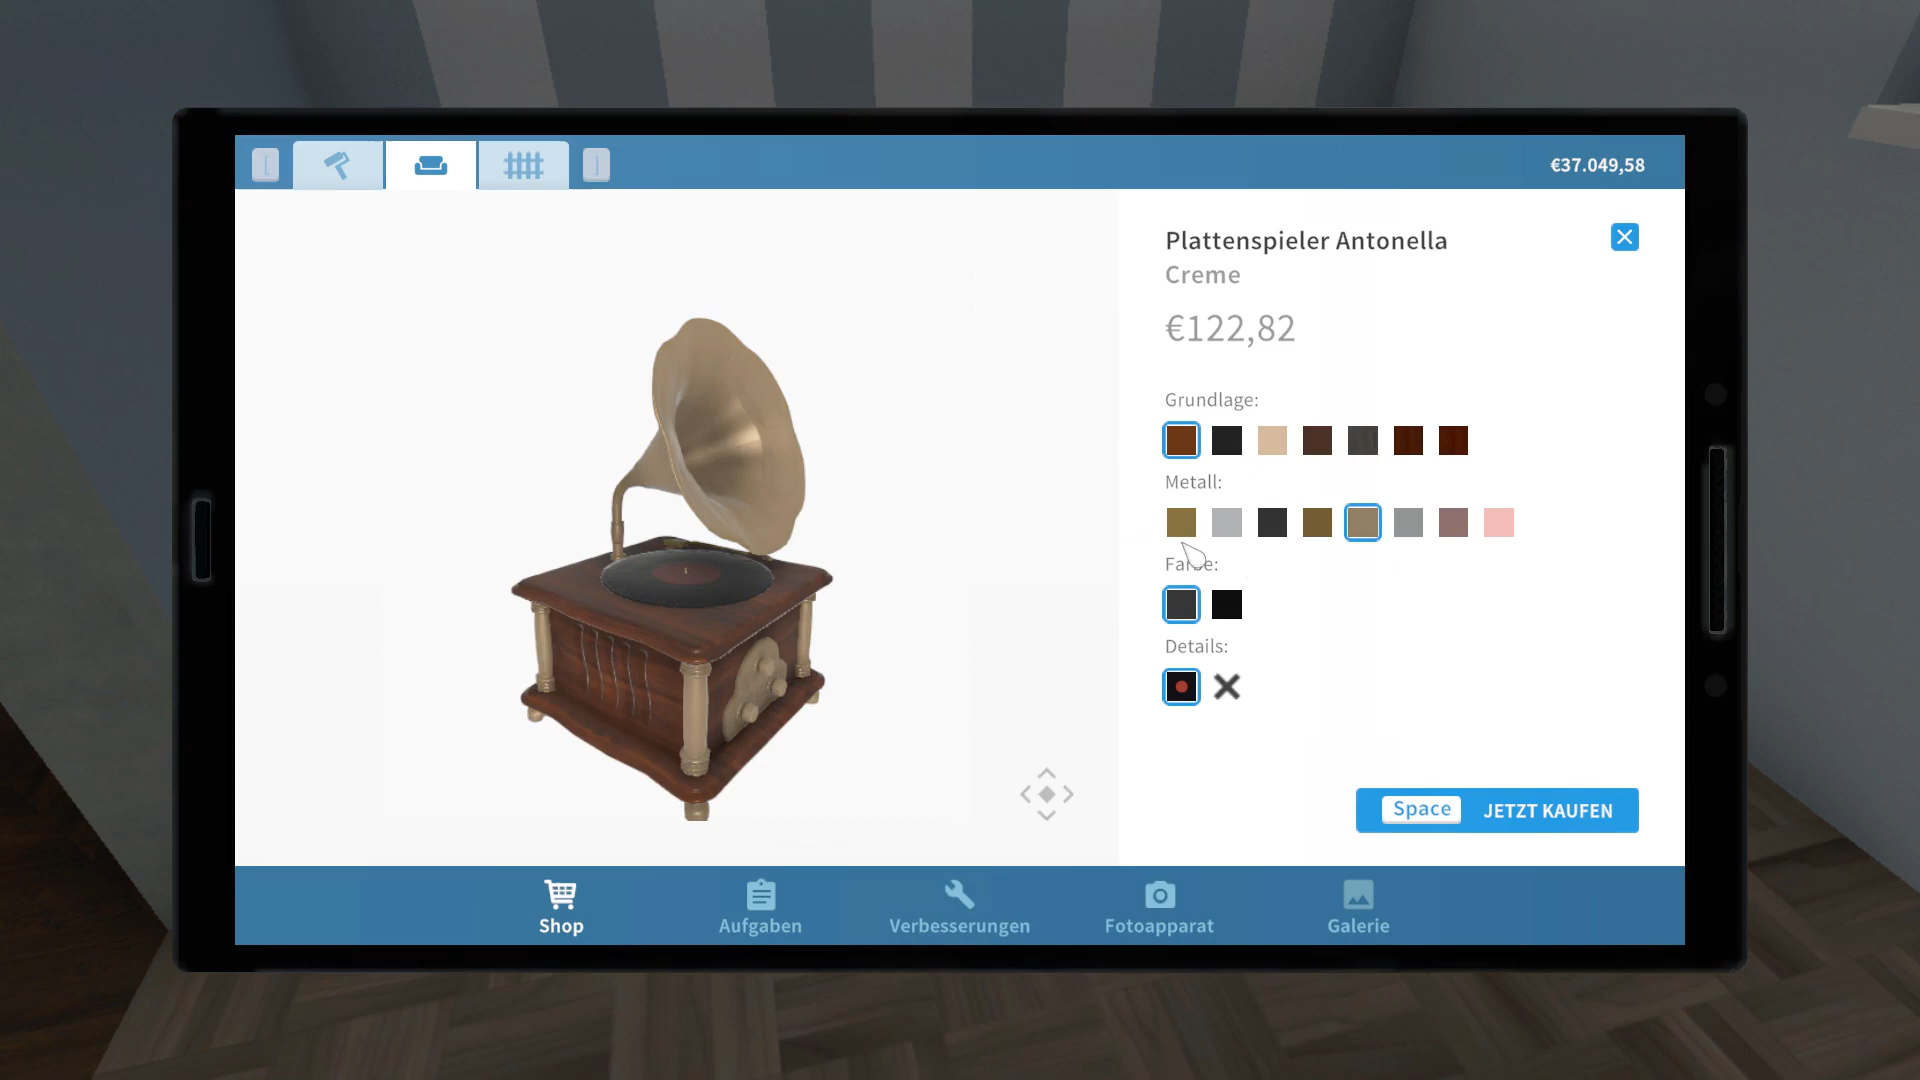 [
]
€37.049,58
Plattenspieler Antonella
Creme
€122,82
Grundlage:
Metall:
Farbe:
Details:
Space JETZT KAUFEN
Shop
Aufgaben
Verbesserungen
Fotoapparat
Galerie